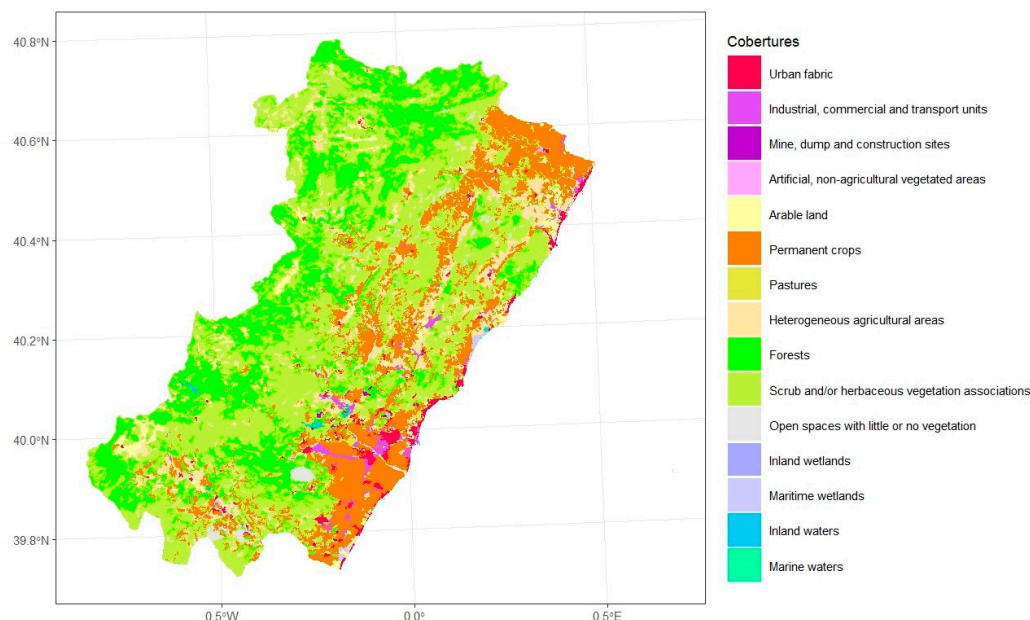 Cobertures
40.8°N
Urban fabric
Industrial, commercial and transport units
40.6°N
Mine, dump and construction sites
Artificial, non-agricultural vegetated areas
Arable land
40.4°N
Permanent crops
Pastures
Heterogeneous agricultural areas
40.2°N
Forests
Scrub and/or herbaceous vegetation associations
Open spaces with little or no vegetation
40.0°N
Inland wetlands
Maritime wetlands
Inland waters
39.8°N
Marine waters
0.5°W
0.0°
0.5°E